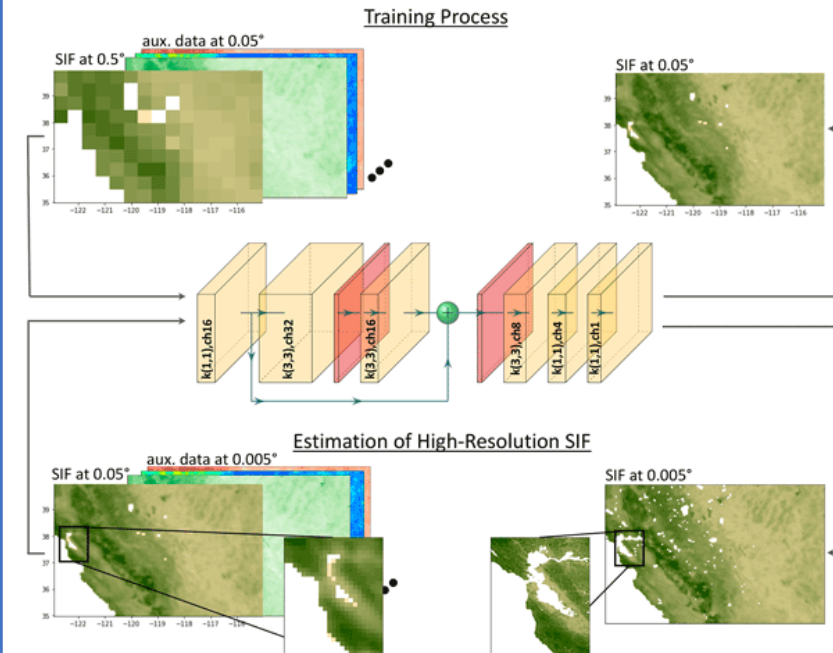 Training Process
aux. data at 0.05°
SIF at 0.5°
SIF at 0.05°
39
38
37
36
35
−122 −121 −120 −119 −118 −117 −116
39
38
37
36
35
−122 −121 −120 −119 −118 −117 −116
k(1,1),ch16
k(3,3),ch32
k(3,3),ch16
k(3,3),ch8
k(1,1),ch4
k(1,1),ch1
Estimation of High-Resolution SIF
aux. data at 0.005°
SIF at 0.05°
SIF at 0.005°
39
38
37
36
35
−122 −121 −120 −119 −118 −117 −116